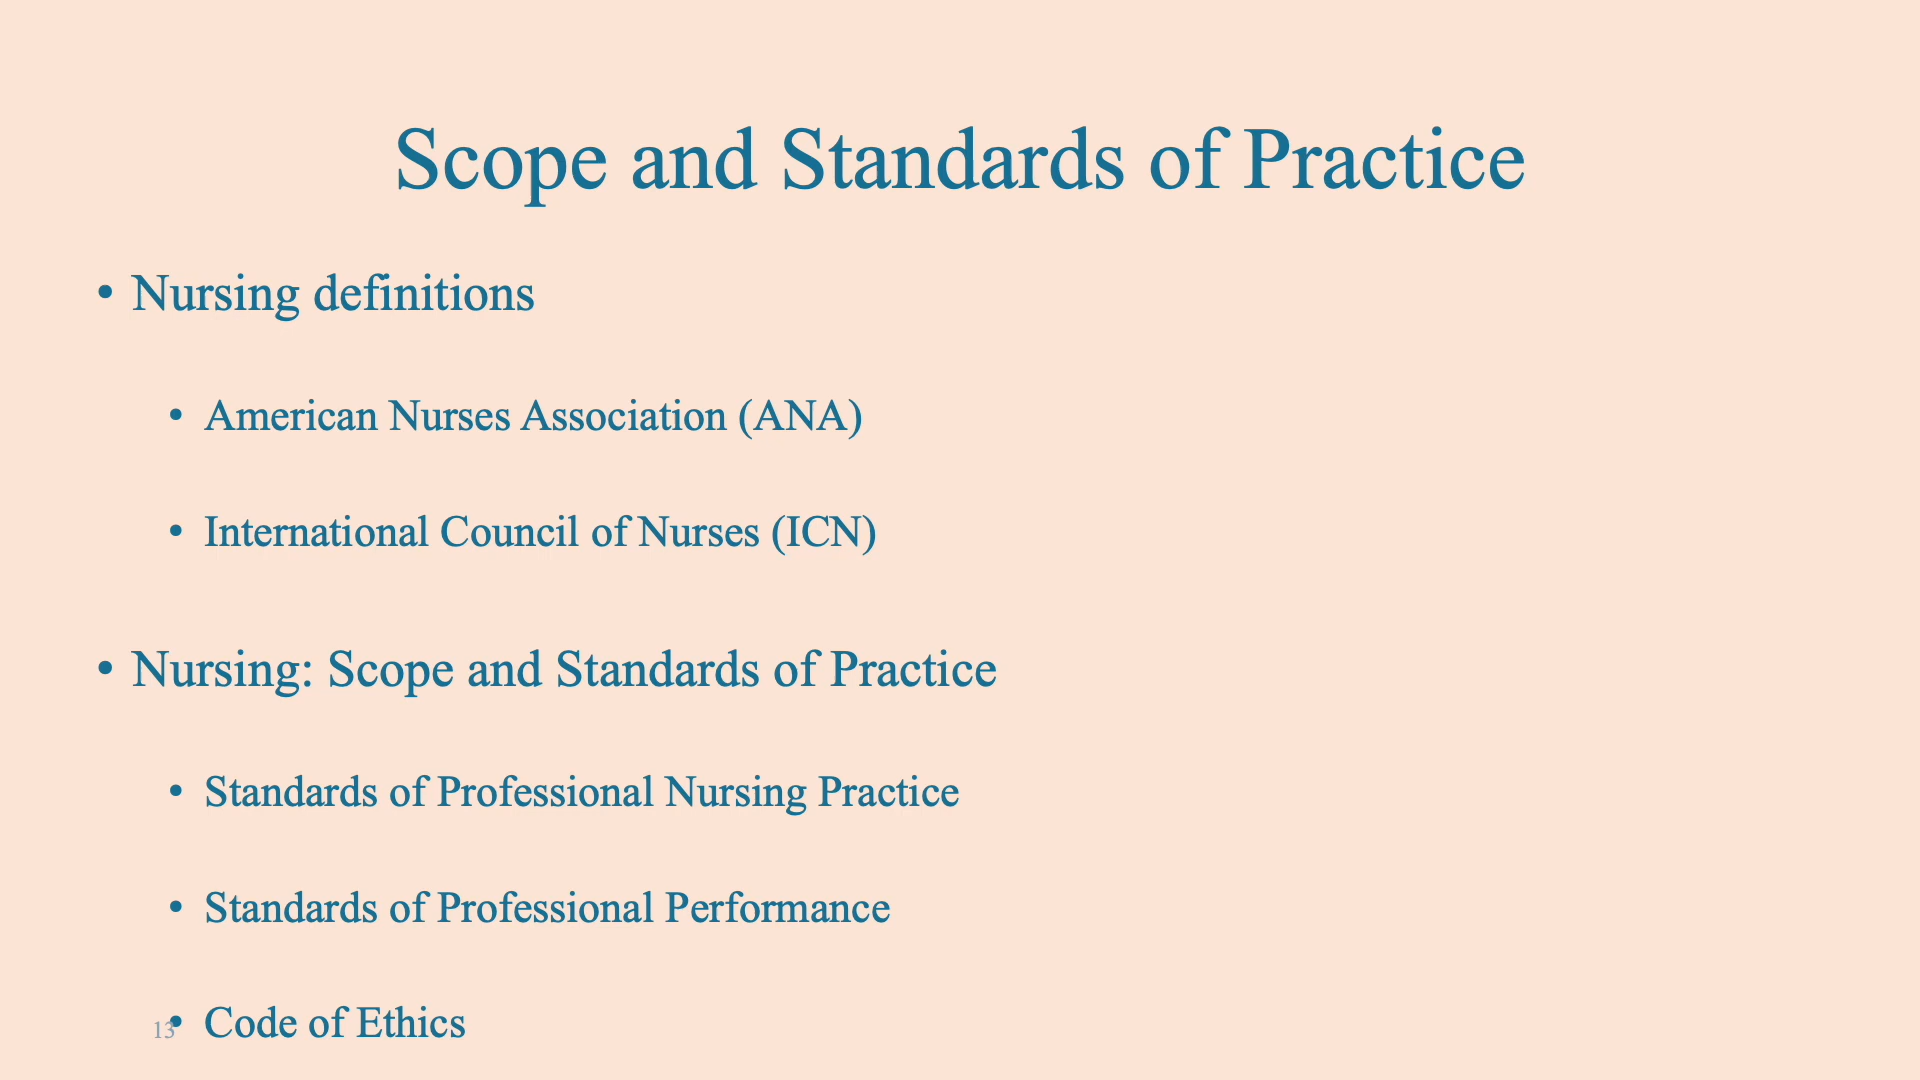 Scope and Standards of Practice
• Nursing definitions
• American Nurses Association (ANA)
• International Council of Nurses (ICN)
• Nursing: Scope and Standards of Practice
• Standards of Professional Nursing Practice
• Standards of Professional Performance
• Code of Ethics
13